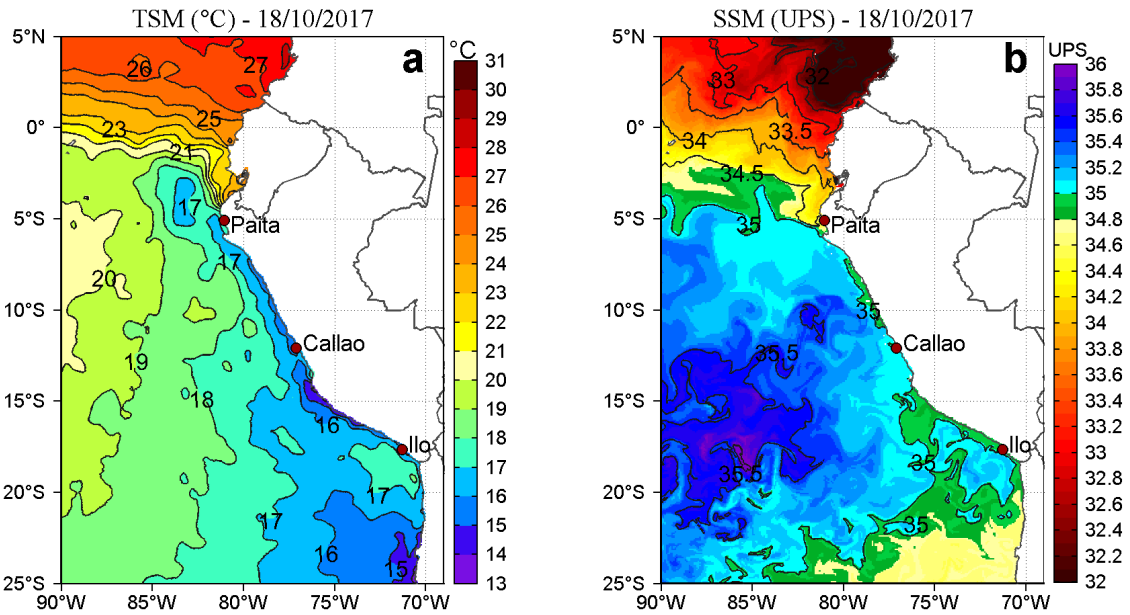 TSM (°C) - 18/10/2017
a
°C
5°N
0°
5°S
10°S
15°S
20°S
25°S
90°W
85°W
80°W
75°W
70°W
26
27
25
23
21
17
Paita
17
20
19
18
Callao
16
Ilo
17
17
16
15
31
30
29
28
27
26
25
24
23
22
21
20
19
18
17
16
15
14
13
SSM (UPS) - 18/10/2017
b
UPS
5°N
0°
5°S
10°S
15°S
20°S
25°S
90°W
85°W
80°W
75°W
70°W
33
32
33.5
34
34.5
35
Paita
35
Callao
35.5
Ilo
35
35.5
35
36
35.8
35.6
35.4
35.2
35
34.8
34.6
34.4
34.2
34
33.8
33.6
33.4
33.2
33
32.8
32.6
32.4
32.2
32